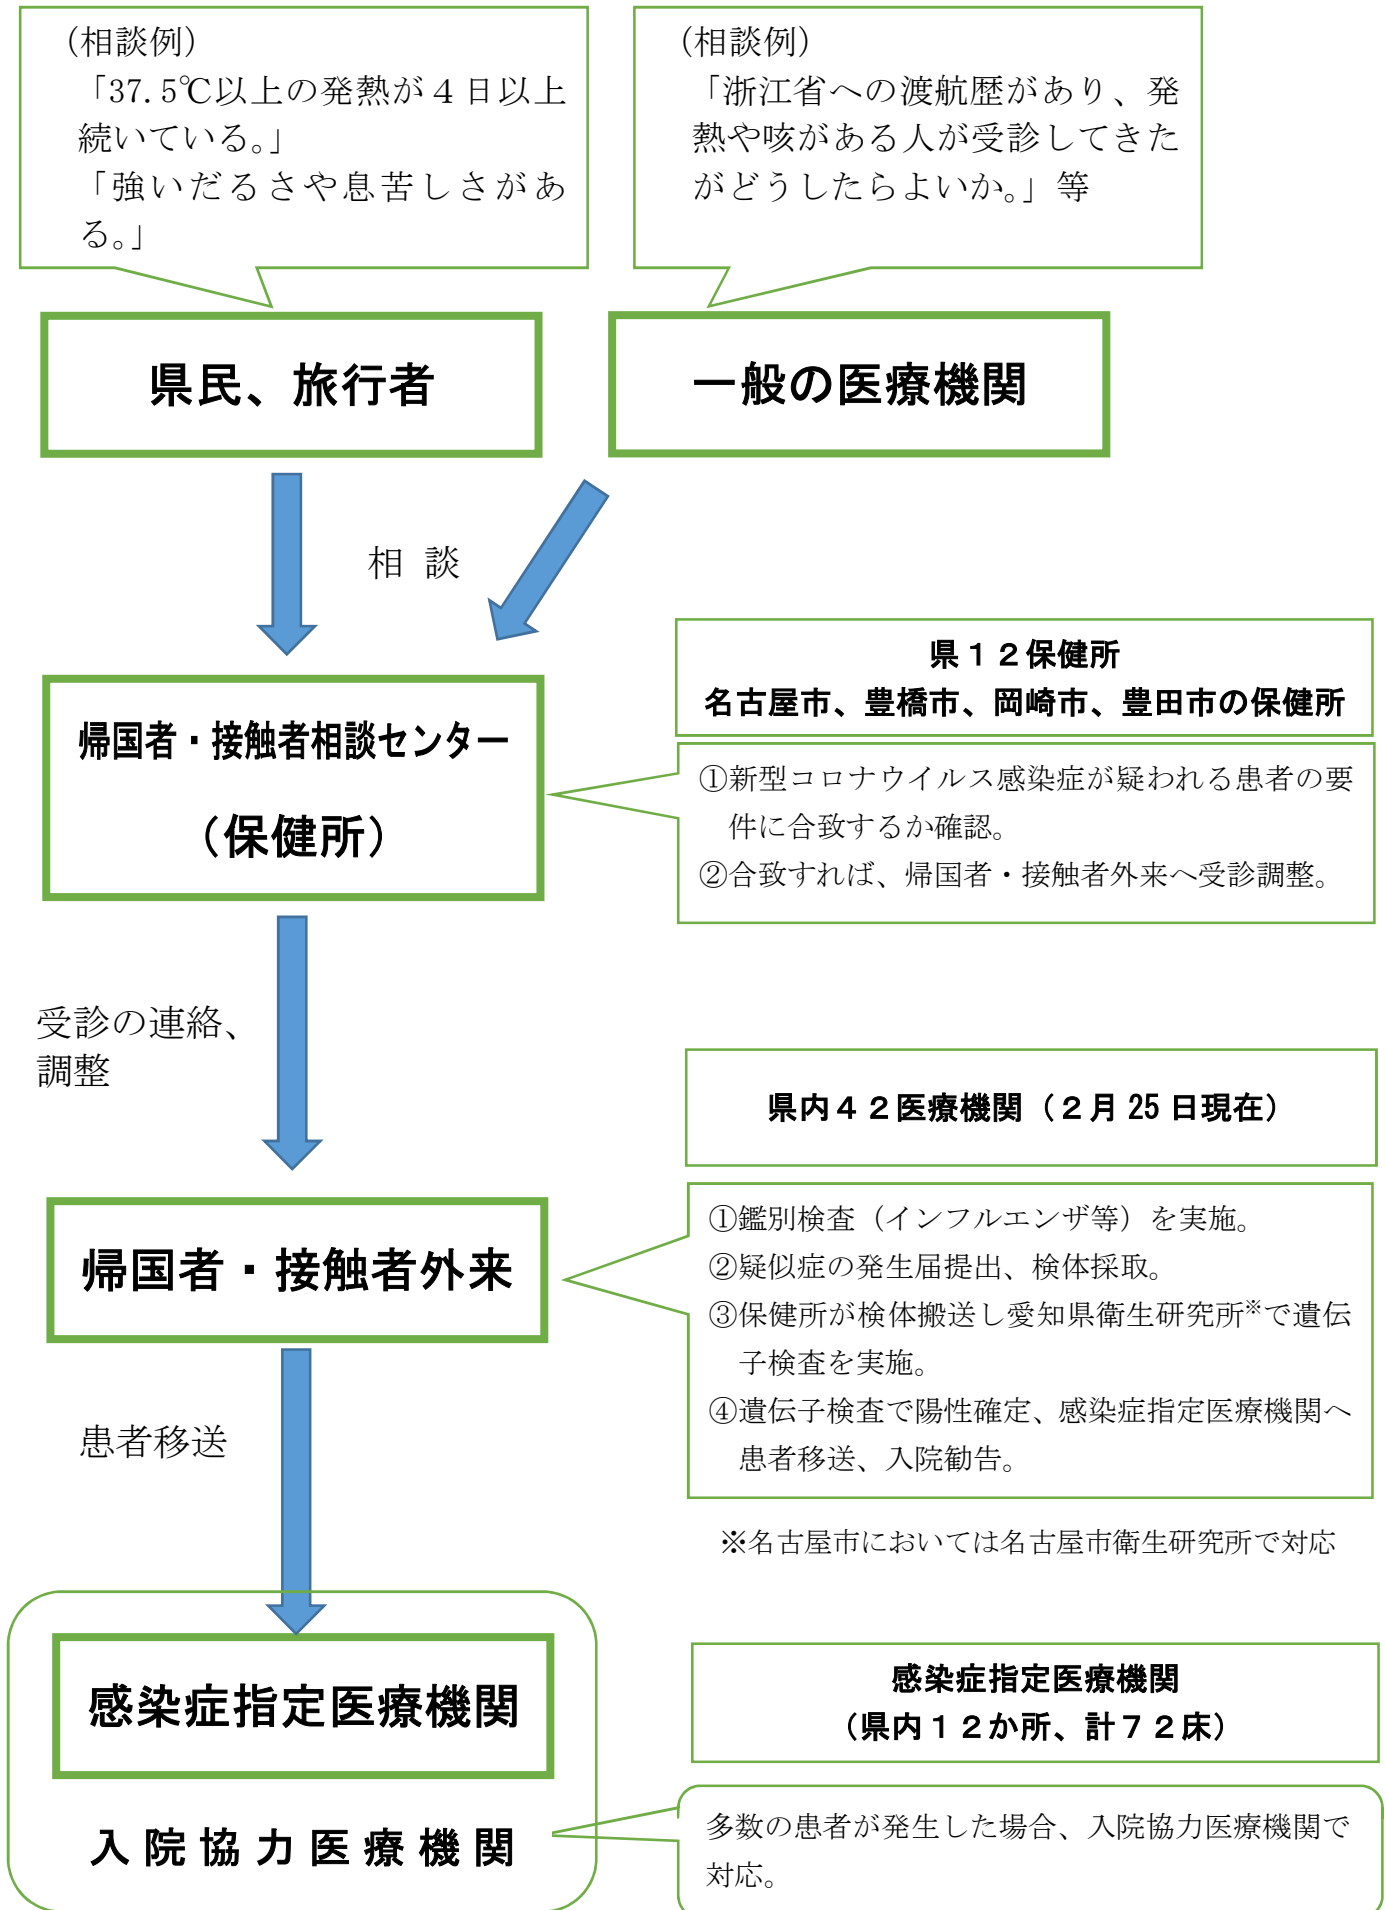 （相談例）
「37.5℃以上の発熱が４日以上
続いている。」
「強いだるさや息苦しさがあ
る。」
（相談例）
「浙江省への渡航歴があり、発
熱や咳がある人が受診してきた
がどうしたらよいか。」等
県民、旅行者
一般の医療機関
相 談
帰国者・接触者相談センター
（保健所）
県１２保健所
名古屋市、豊橋市、岡崎市、豊田市の保健所
①新型コロナウイルス感染症が疑われる患者の要
件に合致するか確認。
②合致すれば、帰国者・接触者外来へ受診調整。
受診の連絡、
調整
県内４２医療機関（２月 25 日現在）
帰国者・接触者外来
①鑑別検査（インフルエンザ等）を実施。
②疑似症の発生届提出、検体採取。
③保健所が検体搬送し愛知県衛生研究所※で遺伝
子検査を実施。
④遺伝子検査で陽性確定、感染症指定医療機関へ
患者移送、入院勧告。
患者移送
※名古屋市においては名古屋市衛生研究所で対応
感染症指定医療機関
入院協力医療機関
感染症指定医療機関
（県内１２か所、計７２床）
多数の患者が発生した場合、入院協力医療機関で
対応。